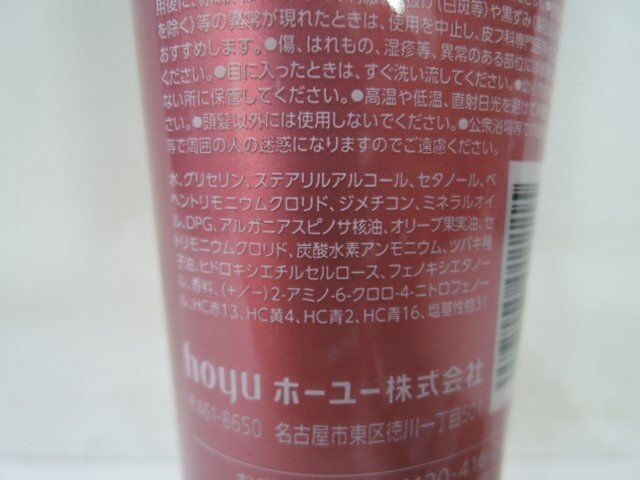 を除く)等の異常が現れたときは、使用を中止し、皮フ科専門医
おすすめします。●傷、はれもの、湿疹等、異常のある部位には
ください。●目に入ったときは、すぐ洗い流してください。
ない所に保管してください。●高温や低温、直射日光を避けて
さい。●頭髪以外には使用しないでください。●公衆浴場等で
等で周囲の人の迷惑になりますのでご遠慮ください。
水、グリセリン、ステアリルアルコール、セタノール、ベ
ヘントリモニウムクロリド、ジメチコン、ミネラルオイ
ル、DPG、アルガニアスピノサ核油、オリーブ果実油、セ
トリモニウムクロリド、炭酸水素アンモニウム、ツバキ種
子油、ヒドロキシエチルセルロース、フェノキシエタノー
ル、香料、(+/−)2-アミノ-6-クロロ-4-ニトロフェノー
ル、HC赤13、HC黄4、HC青2、HC青16、塩基性橙31
hoyu ホーユー株式会社
〒461-8650 名古屋市東区徳川一丁目501